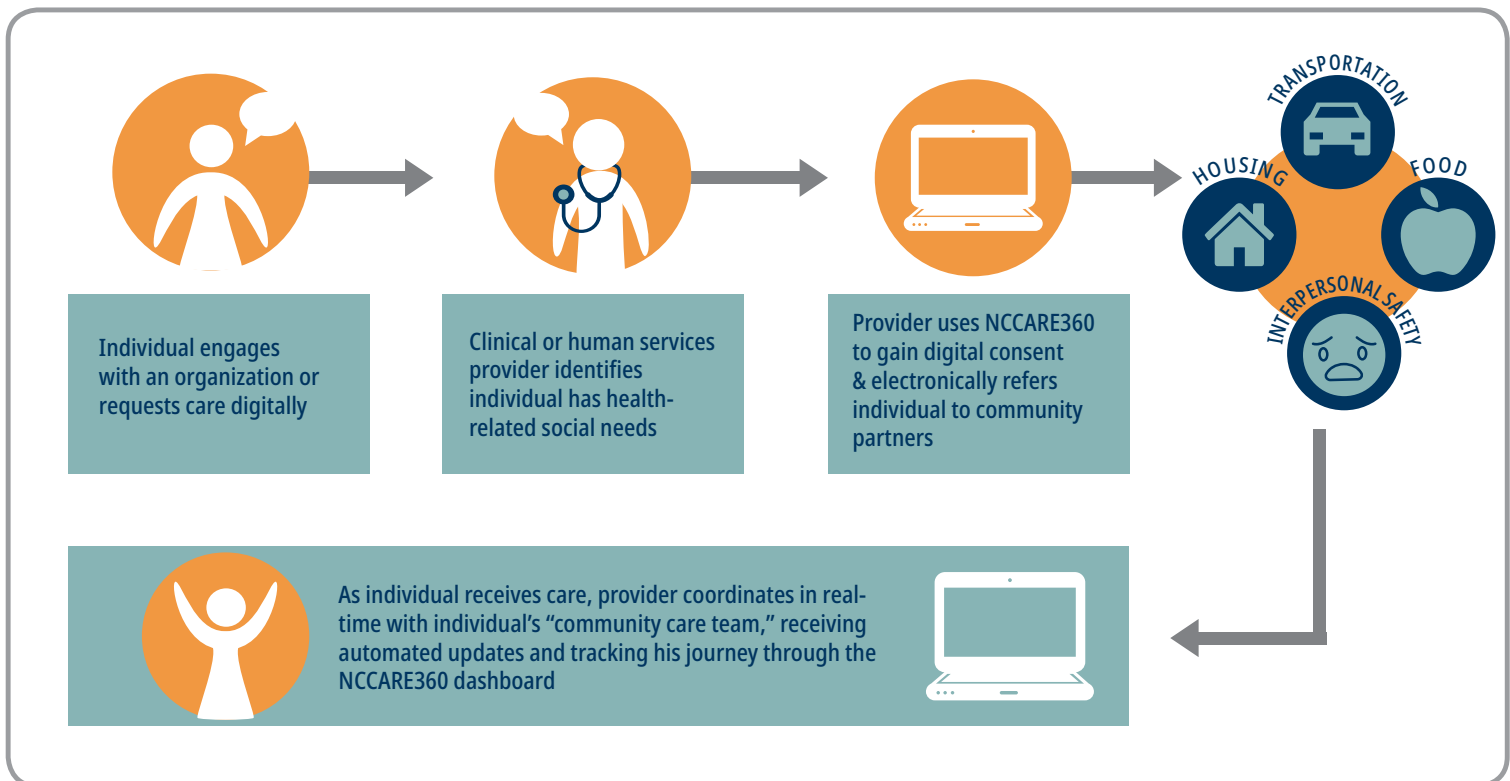 Individual engages
with an organization or
requests care digitally
Clinical or human services
provider identifies
individual has health-
related social needs
Provider uses NCCARE360
to gain digital consent
& electronically refers
individual to community
partners
TRANSPORTATION
HOUSING
FOOD
INTERPERSONAL SAFETY
As individual receives care, provider coordinates in real-
time with individual’s “community care team,” receiving
automated updates and tracking his journey through the
NCCARE360 dashboard